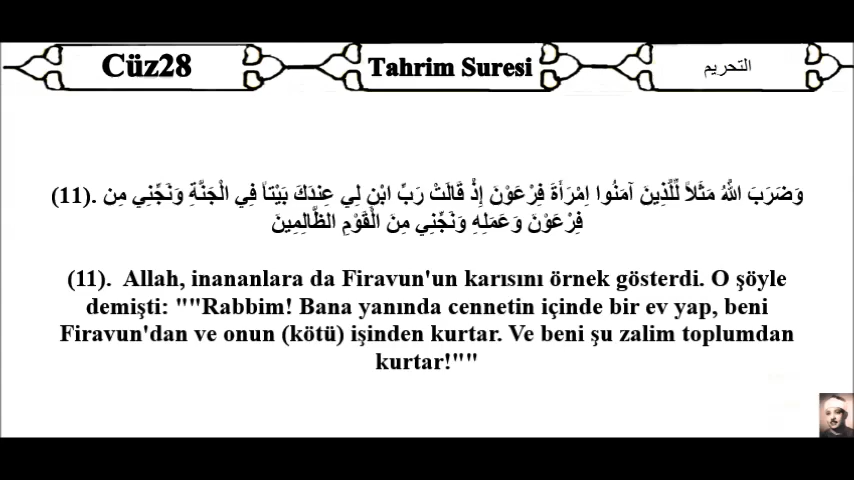 Cüz28
Tahrim Suresi
التحريم
(11). وَضَرَبَ اللَّهُ مَثَلاً لِّلَّذِينَ آمَنُوا اِمْرَأَةَ فِرْعَوْنَ إِذْ قَالَتْ رَبِّ ابْنِ لِي عِندَكَ بَيْتاً فِي الْجَنَّةِ وَنَجِّنِي مِن
فِرْعَوْنَ وَعَمَلِهِ وَنَجِّنِي مِنَ الْقَوْمِ الظَّالِمِينَ
(11).  Allah, inananlara da Firavun'un karısını örnek gösterdi. O şöyle
demişti: ""Rabbim! Bana yanında cennetin içinde bir ev yap, beni
Firavun'dan ve onun (kötü) işinden kurtar. Ve beni şu zalim toplumdan
kurtar!""